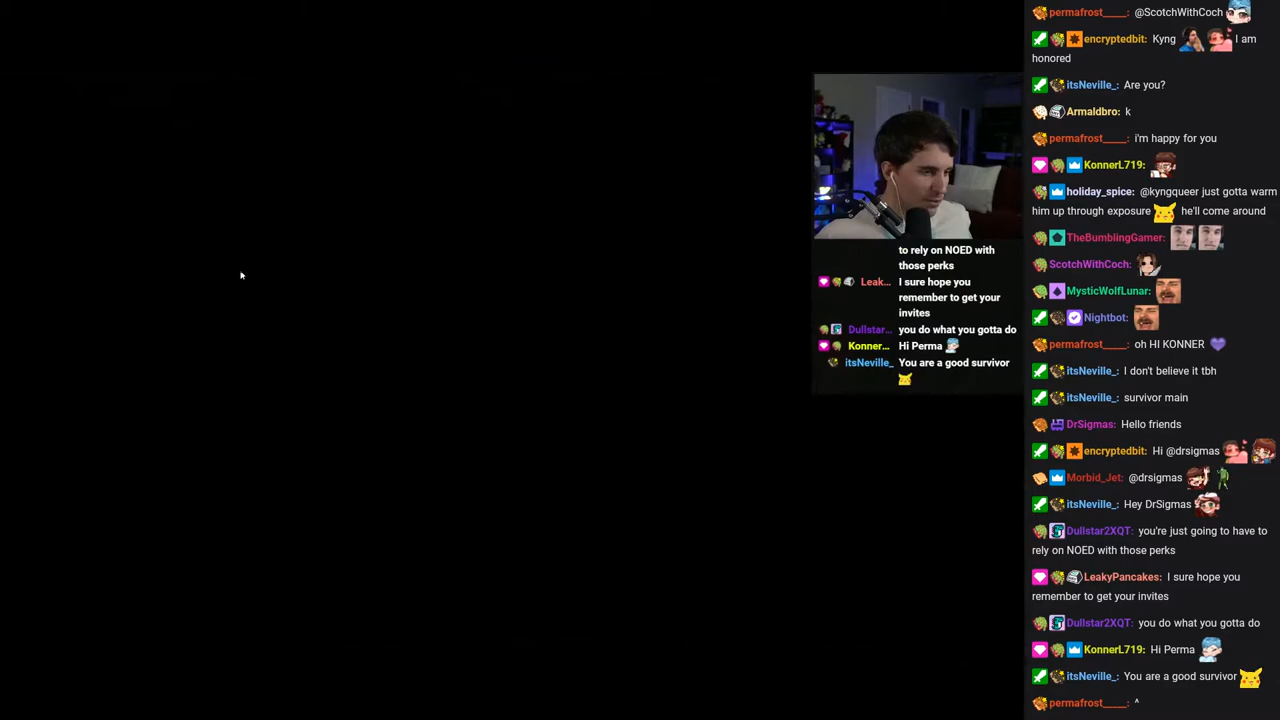 permafrost_____: @ScotchWithCoch
encryptedbit: Kyng I am
honored
itsNeville_: Are you?
Armaldbro: k
permafrost_____: i'm happy for you
KonnerL719:
holiday_spice: @kyngqueer just gotta warm
him up through exposure he'll come around
TheBumblingGamer:
ScotchWithCoch:
MysticWolfLunar:
Nightbot:
permafrost_____: oh HI KONNER
itsNeville_: I don't believe it tbh
itsNeville_: survivor main
DrSigmas: Hello friends
encryptedbit: Hi @drsigmas
Morbid_Jet: @drsigmas
itsNeville_: Hey DrSigmas
Dullstar2XQT: you're just going to have to
rely on NOED with those perks
LeakyPancakes: I sure hope you
remember to get your invites
Dullstar2XQT: you do what you gotta do
KonnerL719: Hi Perma
itsNeville_: You are a good survivor
permafrost_____: ^
to rely on NOED with
those perks
Leak... I sure hope you
remember to get your
invites
Dullstar... you do what you gotta do
Konner... Hi Perma
itsNeville_ You are a good survivor